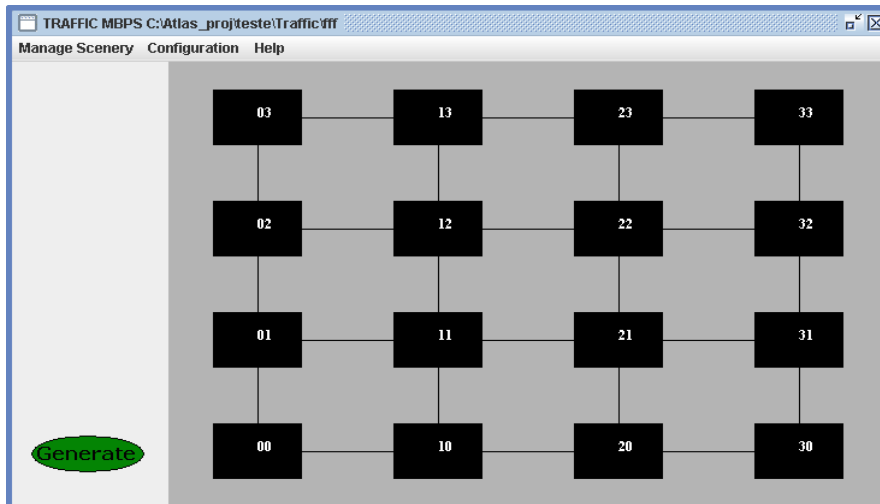 TRAFFIC MBPS C:\Atlas_proj\teste\Traffic\fff
Manage Scenery Configuration Help
03 13 23 33
02 12 22 32
01 11 21 31
00 10 20 30
Generate